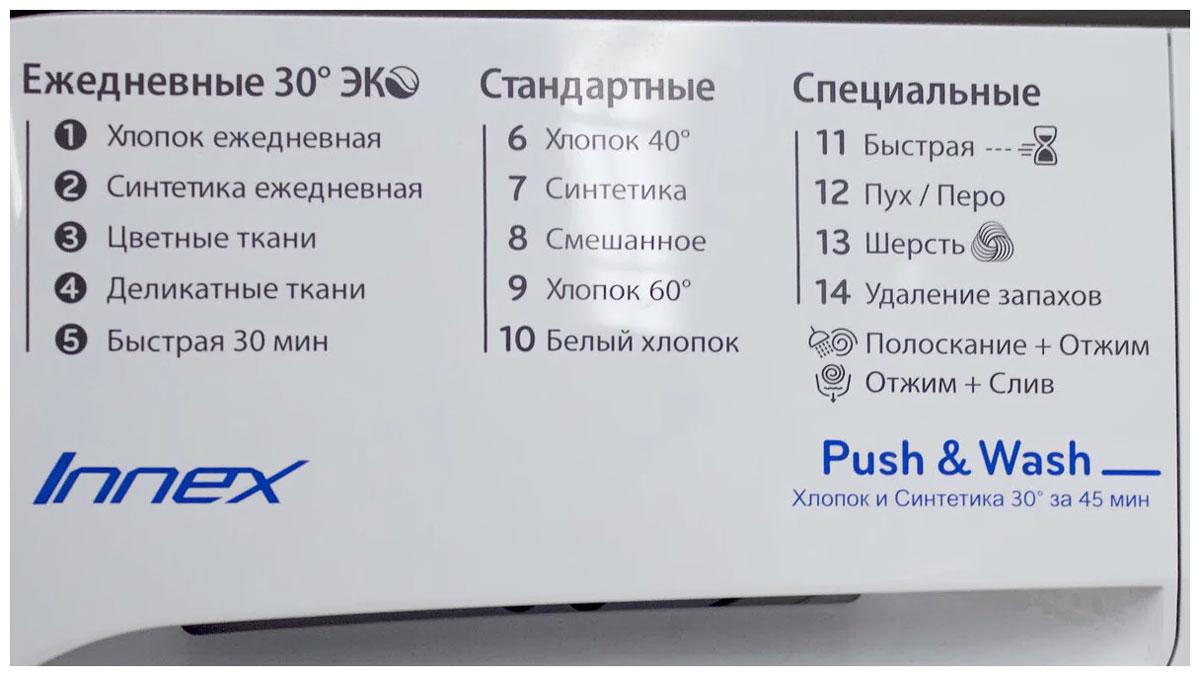 Ежедневные 30° ЭКО
1 Хлопок ежедневная
2 Синтетика ежедневная
3 Цветные ткани
4 Деликатные ткани
5 Быстрая 30 мин
Стандартные
6 Хлопок 40°
7 Синтетика
8 Смешанное
9 Хлопок 60°
10 Белый хлопок
Специальные
11 Быстрая ---
12 Пух / Перо
13 Шерсть
14 Удаление запахов
Полоскание + Отжим
Отжим + Слив
Innex
Push & Wash
Хлопок и Синтетика 30° за 45 мин